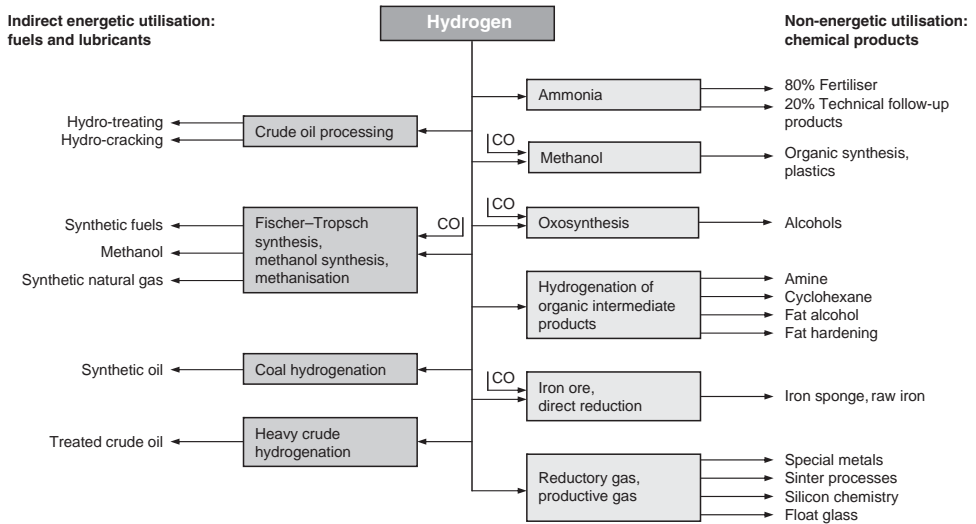 Indirect energetic utilisation:
fuels and lubricants
Hydrogen
Non-energetic utilisation:
chemical products
Hydro-treating
Hydro-cracking
Crude oil processing
Synthetic fuels
Methanol
Synthetic natural gas
Fischer–Tropsch
synthesis,
methanol synthesis,
methanisation
CO
Synthetic oil
Coal hydrogenation
Treated crude oil
Heavy crude
hydrogenation
Ammonia
80% Fertiliser
20% Technical follow-up
products
CO
Methanol
Organic synthesis,
plastics
CO
Oxosynthesis
Alcohols
Hydrogenation of
organic intermediate
products
Amine
Cyclohexane
Fat alcohol
Fat hardening
CO
Iron ore,
direct reduction
Iron sponge, raw iron
Reductory gas,
productive gas
Special metals
Sinter processes
Silicon chemistry
Float glass